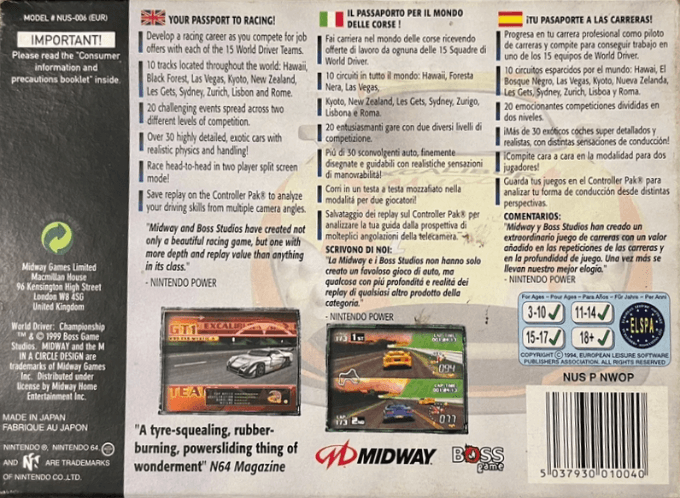 MODEL # NUS-006 (EUR)
IMPORTANT!
Please read the "Consumer
information and
precautions booklet" inside.
Midway Games Limited
Macmillan House
96 Kensington High Street
London W8 4SG
United Kingdom
World Driver: Championship
™ & © 1999 Boss Game
Studios. MIDWAY and the M
IN A CIRCLE DESIGN are
trademarks of Midway Games
Inc. Distributed under
license by Midway Home
Entertainment Inc.
MADE IN JAPAN
FABRIQUE AU JAPON
NINTENDO ®, NINTENDO 64,
AND N ARE TRADEMARKS
OF NINTENDO CO., LTD.
YOUR PASSPORT TO RACING!
Develop a racing career as you compete for job
offers with each of the 15 World Driver Teams.
10 tracks located throughout the world: Hawaii,
Black Forest, Las Vegas, Kyoto, New Zealand,
Les Gets, Sydney, Zurich, Lisbon and Rome.
20 challenging events spread across two
different levels of competition.
Over 30 highly detailed, exotic cars with
realistic physics and handling!
Race head-to-head in two player split screen
mode!
Save replay on the Controller Pak® to analyze
your driving skills from multiple camera angles.
"Midway and Boss Studios have created not
only a beautiful racing game, but one with
more depth and replay value than anything
in its class."
- NINTENDO POWER
GT1 EXCALIB
TEA
"A tyre-squealing, rubber-
burning, powersliding thing of
wonderment" N64 Magazine
IL PASSAPORTO PER IL MONDO
DELLE CORSE !
Fai carriera nel mondo delle corse ricevendo
offerte di lavoro da ognuna delle 15 Squadre di
World Driver.
10 circuiti in tutto il mondo: Hawaii, Foresta
Nera, Las Vegas,
Kyoto, New Zealand, Les Gets, Sydney, Zurigo,
Lisbona e Roma.
20 entusiasmanti gare con due diversi livelli di
competizione.
Più di 30 sconvolgenti auto, finemente
disegnate e guidabili con realistiche sensazioni
di manovrabilità!
Corri in un testa a testa mozzafiato nella
modalità per due giocatori!
Salvataggio dei replay sul Controller Pak® per
analizzare la tua guida dalla prospettiva di
molteplici angolazioni della telecamera.
SCRIVONO DI NOI:
"La Midway e i Boss Studios non hanno solo
creato un favoloso gioco di auto, ma
qualcosa con più profondità e realità dei
replay di qualsiasi altro prodotto della
categoria."
- NINTENDO POWER
173 1ST
094
173 2ND
077
MIDWAY
BOSS
game
¡TU PASAPORTE A LAS CARRERAS!
Progresa en tu carrera profesional como piloto
de carreras y compite para conseguir trabajo en
uno de los 15 equipos de World Driver.
10 circuitos esparcidos por el mundo: Hawai, El
Bosque Negro, Las Vegas, Kyoto, Nueva Zelanda,
Les Gets, Sydney, Zurich, Lisboa y Roma.
20 emocionantes competiciones divididas en
dos niveles.
¡Más de 30 exóticos coches super detallados y
realistas, con distintas sensaciones de conducción!
¡Compite cara a cara en la modalidad para dos
jugadores!
Guarda tus juegos en el Controller Pak® para
analizar tu forma de conducción desde distintas
perspectivas.
COMENTARIOS:
"Midway y Boss Studios han creado un
extraordinario juego de carreras con un valor
añadido en las repeticiones de las carreras y
en la profundidad de juego. Una vez más se
llevan nuestro mejor elogio."
- NINTENDO POWER
For Ages - Pour Ages - Para Años - Für Jahre - Per Anni
3-10 11-14
15-17 18+
ELSPA
COPYRIGHT © 1994, EUROPEAN LEISURE SOFTWARE
PUBLISHERS ASSOCIATION. ALL RIGHTS RESERVED.
NUS P NWOP
5 037930 010040